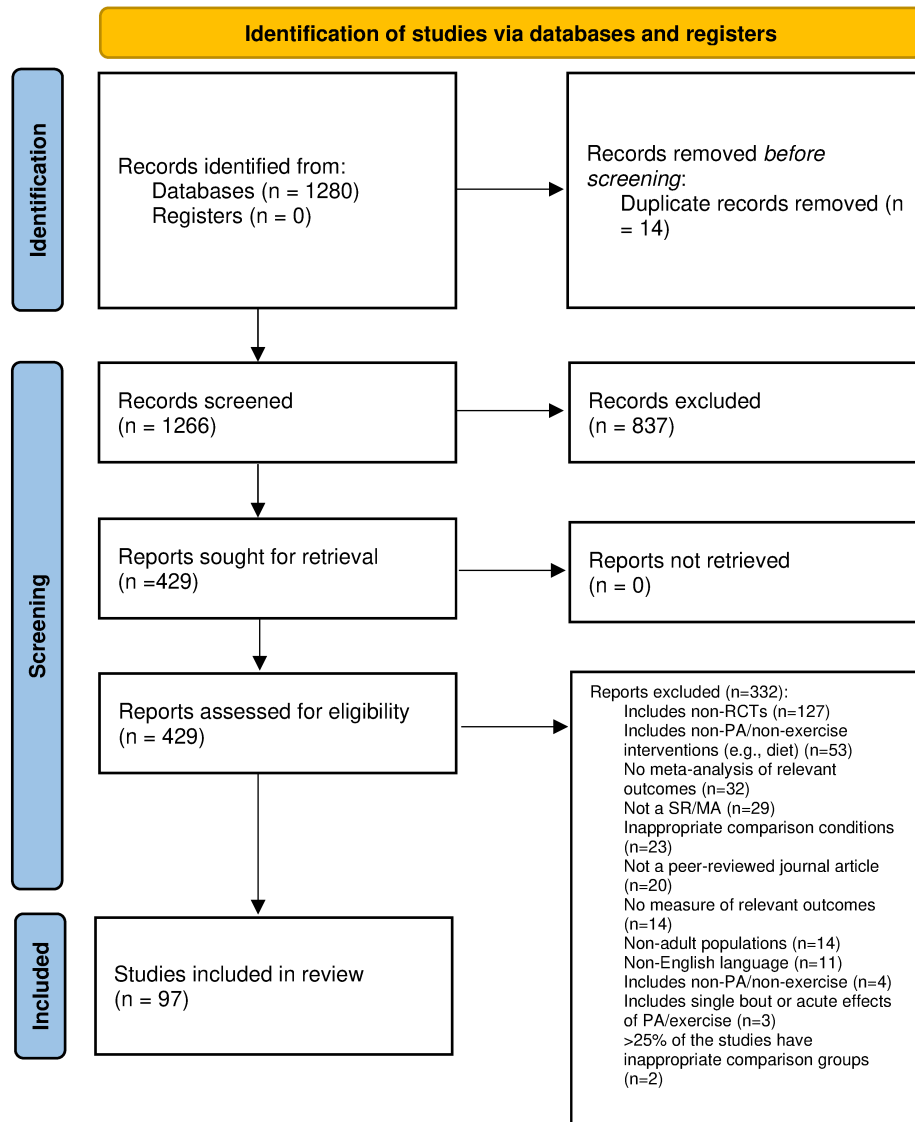 Identification of studies via databases and registers
Identification
Records identified from:
Databases (n = 1280)
Registers (n = 0)
Records removed before
screening:
Duplicate records removed (n
= 14)
Screening
Records screened
(n = 1266)
Records excluded
(n = 837)
Reports sought for retrieval
(n =429)
Reports not retrieved
(n = 0)
Reports assessed for eligibility
(n = 429)
Reports excluded (n=332):
Includes non-RCTs (n=127)
Includes non-PA/non-exercise
interventions (e.g., diet) (n=53)
No meta-analysis of relevant
outcomes (n=32)
Not a SR/MA (n=29)
Inappropriate comparison conditions
(n=23)
Not a peer-reviewed journal article
(n=20)
No measure of relevant outcomes
(n=14)
Non-adult populations (n=14)
Non-English language (n=11)
Includes non-PA/non-exercise (n=4)
Includes single bout or acute effects
of PA/exercise (n=3)
>25% of the studies have
inappropriate comparison groups
(n=2)
Included
Studies included in review
(n = 97)